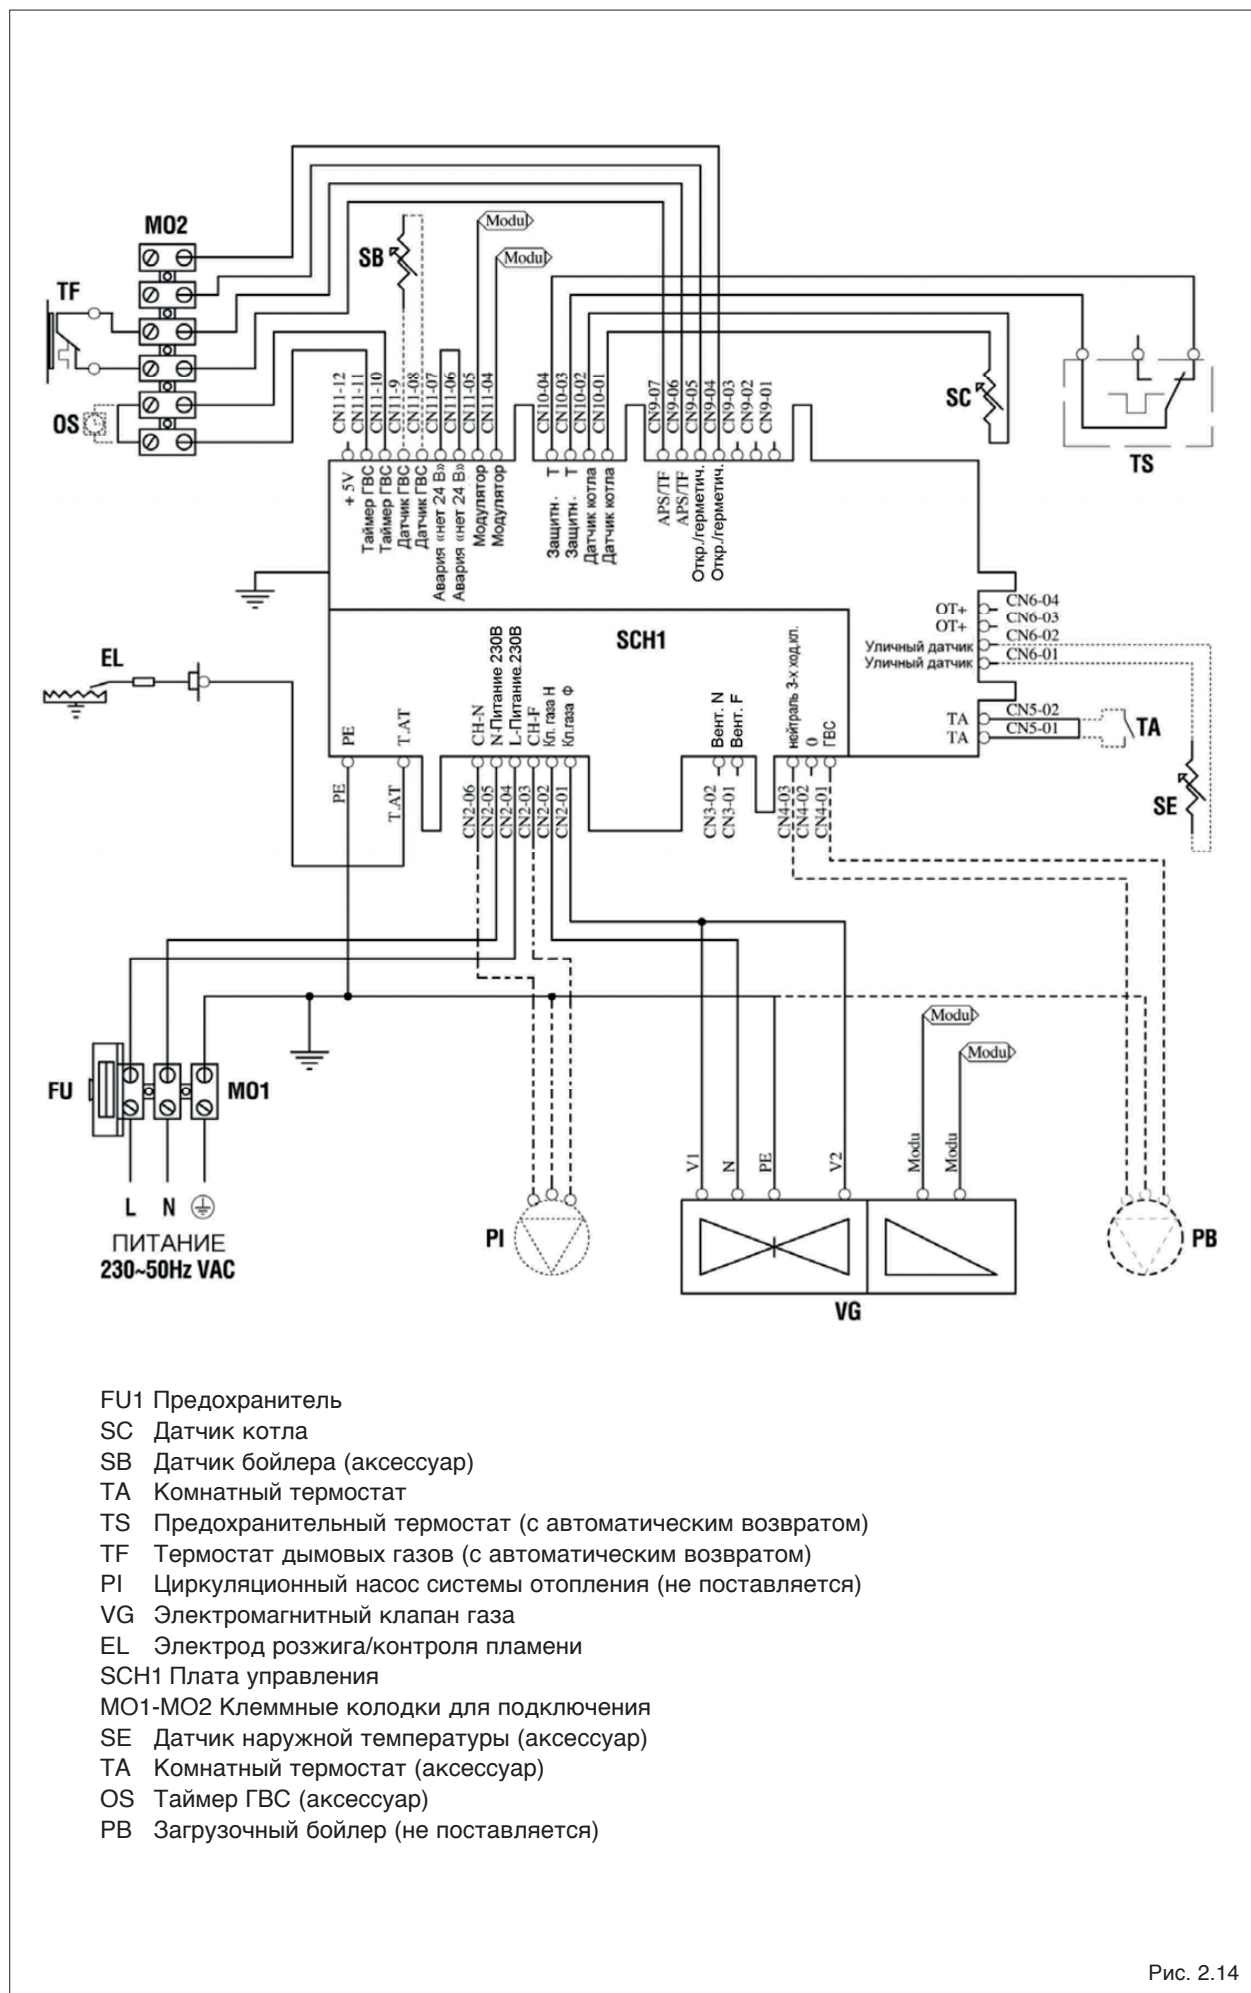 MO2
TF
OS
SB
Modul
Modul
CN11-12
CN11-11
CN11-10
CN11-9
CN11-08
CN11-07
CN11-06
CN11-05
CN11-04
CN10-04
CN10-03
CN10-02
CN10-01
CN9-07
CN9-06
CN9-05
CN9-04
CN9-03
CN9-02
CN9-01
SC
TS
+ 5V
Таймер ГВС
Таймер ГВС
Датчик ГВС
Датчик ГВС
Авария «нет 24 В»
Авария «нет 24 В»
Модулятор
Модулятор
Защитн. Т
Защитн. Т
Датчик котла
Датчик котла
APS/TF
APS/TF
Откр./герметич.
Откр./герметич.
SCH1
OT+ CN6-04
OT+ CN6-03
Уличный датчик CN6-02
Уличный датчик CN6-01
TA CN5-02
TA CN5-01
TA
SE
EL
PE
T.AT
CH-N
N-Питание 230В
L-Питание 230В
CH-F
Кл. газа Н
Кл.газа Ф
Вент. N
Вент. F
нейтраль 3-х ход.кл.
0
ГВС
PE
T.AT
CN2-06
CN2-05
CN2-04
CN2-03
CN2-02
CN2-01
CN3-02
CN3-01
CN4-03
CN4-02
CN4-01
FU
MO1
L N
ПИТАНИЕ
230~50Hz VAC
PI
V1
N
PE
V2
Modu
Modu
Modul
Modul
VG
PB
FU1 Предохранитель
SC Датчик котла
SB Датчик бойлера (аксессуар)
TA Комнатный термостат
TS Предохранительный термостат (с автоматическим возвратом)
TF Термостат дымовых газов (с автоматическим возвратом)
PI Циркуляционный насос системы отопления (не поставляется)
VG Электромагнитный клапан газа
EL Электрод розжига/контроля пламени
SCH1 Плата управления
MO1-MO2 Клеммные колодки для подключения
SE Датчик наружной температуры (аксессуар)
TA Комнатный термостат (аксессуар)
OS Таймер ГВС (аксессуар)
PB Загрузочный бойлер (не поставляется)
Рис. 2.14